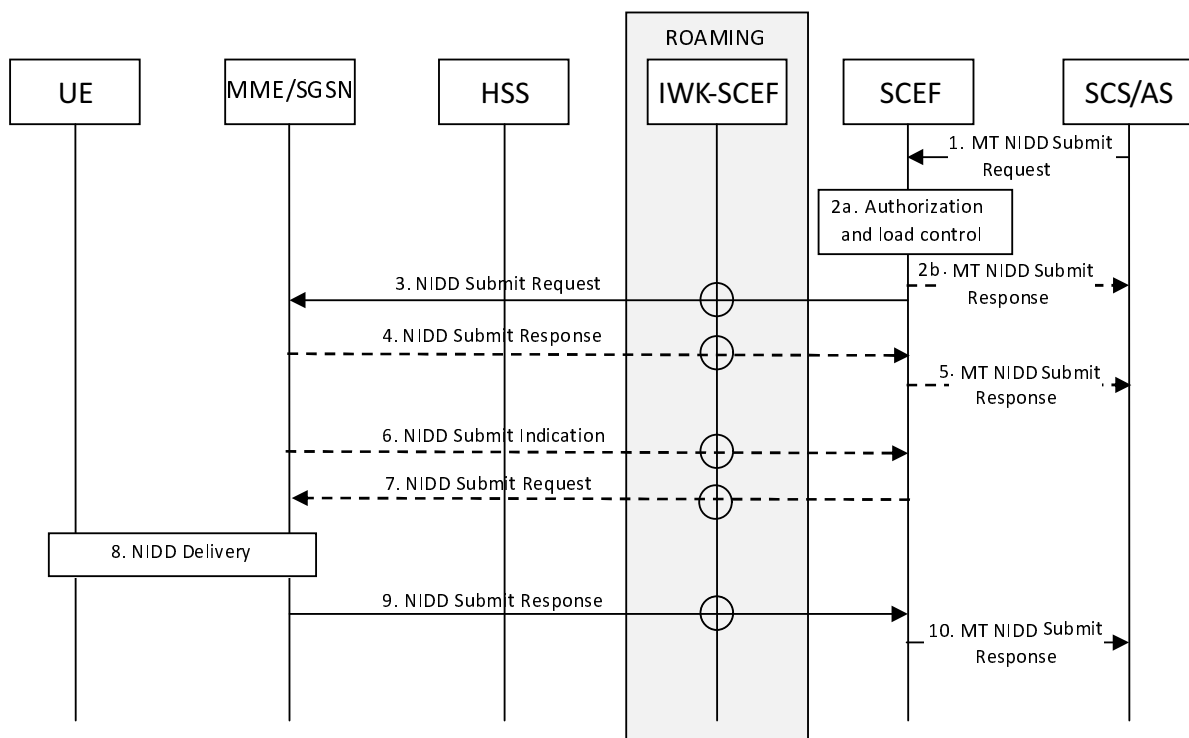 ROAMING
UE
MME/SGSN
HSS
IWK-SCEF
SCEF
SCS/AS
1. MT NIDD Submit
Request
2a. Authorization
and load control
2b. MT NIDD Submit
Response
3. NIDD Submit Request
4. NIDD Submit Response
5. MT NIDD Submit
Response
6. NIDD Submit Indication
7. NIDD Submit Request
8. NIDD Delivery
9. NIDD Submit Response
10. MT NIDD Submit
Response